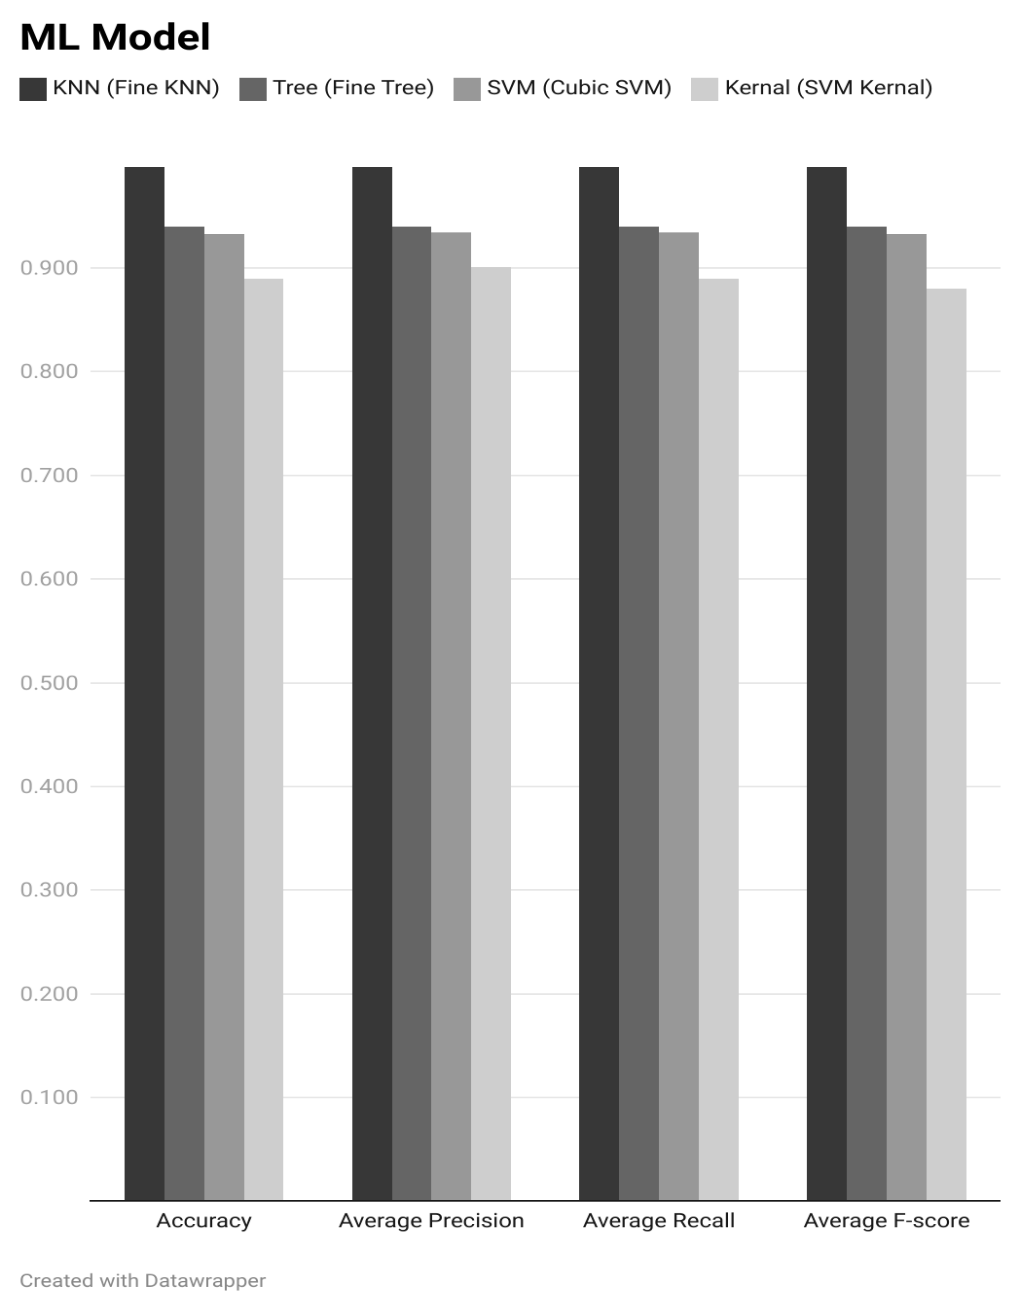 ML Model
KNN (Fine KNN) Tree (Fine Tree) SVM (Cubic SVM) Kernal (SVM Kernal)
0.900
0.800
0.700
0.600
0.500
0.400
0.300
0.200
0.100
Accuracy Average Precision Average Recall Average F-score
Created with Datawrapper